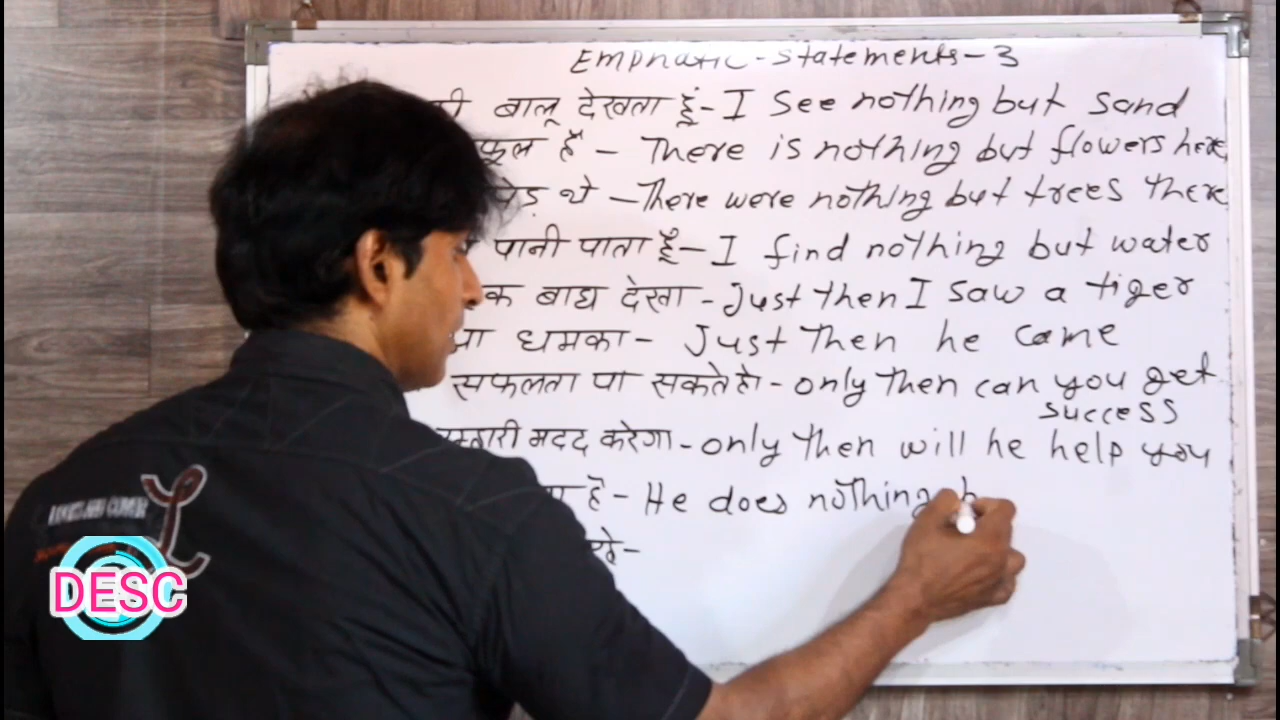 Emphatic-Statements-3
बालू देखता हूं-I see nothing but sand
फूल हैं - There is nothing but flowers here
पेड़ थे - There were nothing but trees there
पानी पाता हूँ-I find nothing but water
बाघ देखा - Just then I saw a tiger
धमका - Just then he came
सफलता पा सकते हो - only then can you get
success
मदद करेगा - only then will he help you
है - He does nothing b
DESC